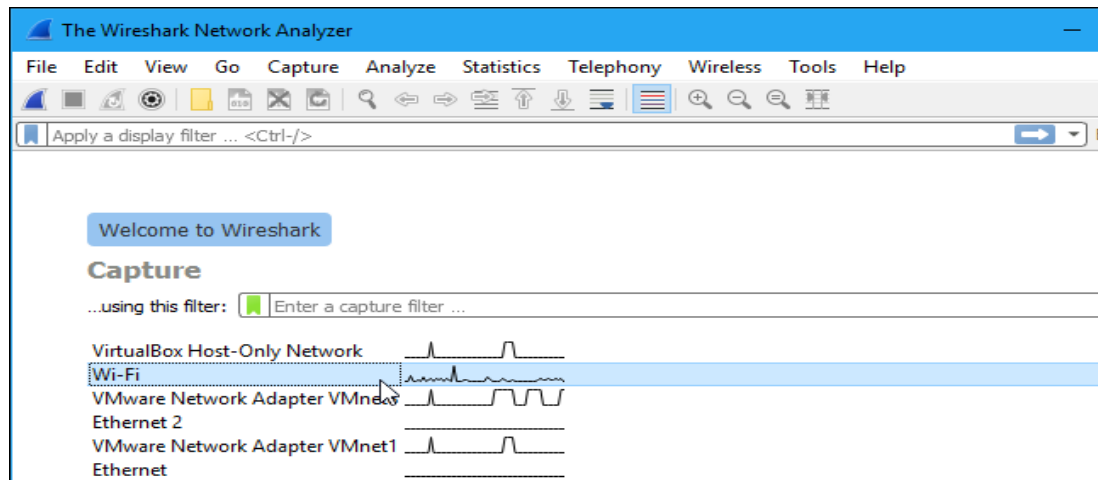 The Wireshark Network Analyzer
File Edit View Go Capture Analyze Statistics Telephony Wireless Tools Help
Apply a display filter ... <Ctrl-/>
Welcome to Wireshark
Capture
...using this filter: Enter a capture filter ...
VirtualBox Host-Only Network
Wi-Fi
VMware Network Adapter
Ethernet 2
VMware Network Adapter VMnet1
Ethernet